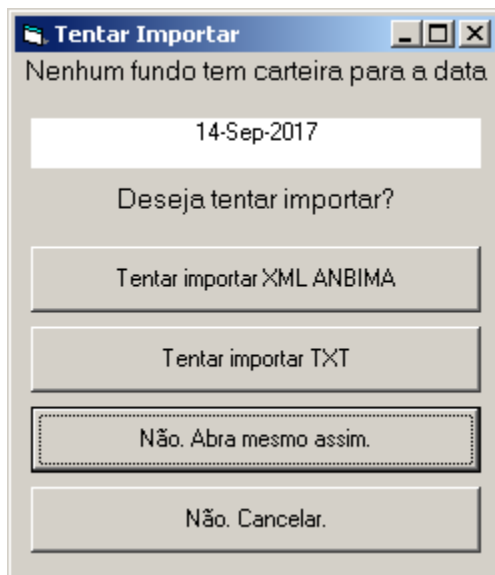 Tentar Importar
Nenhum fundo tem carteira para a data
14-Sep-2017
Deseja tentar importar?
Tentar importar XML ANBIMA
Tentar importar TXT
Não. Abra mesmo assim.
Não. Cancelar.